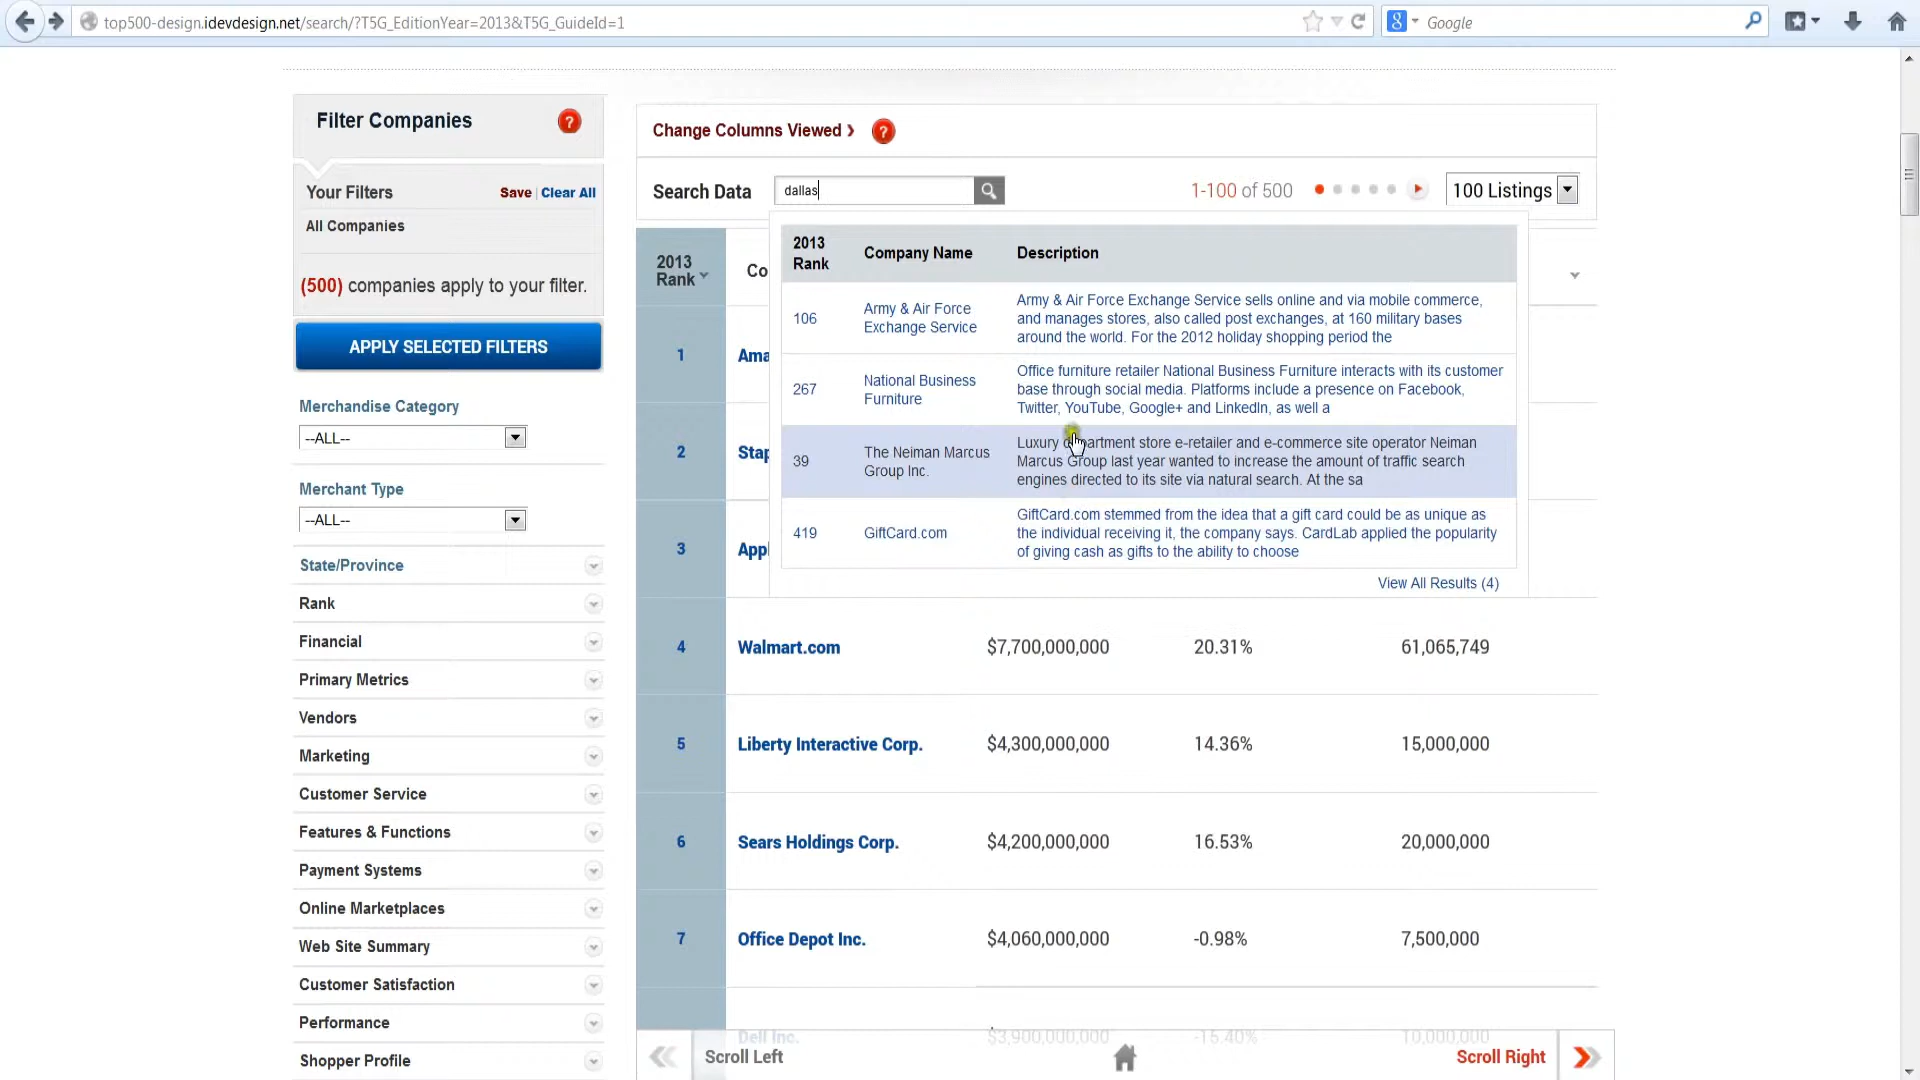 top500-design.idevdesign.net/search/?T5G_EditionYear=2013&T5G_GuideId=1
8
Google
Filter Companies
?
Your Filters
Save | Clear All
All Companies
(500) companies apply to your filter.
APPLY SELECTED FILTERS
Merchandise Category
--ALL--
Merchant Type
--ALL--
State/Province
Rank
Financial
Primary Metrics
Vendors
Marketing
Customer Service
Features & Functions
Payment Systems
Online Marketplaces
Web Site Summary
Customer Satisfaction
Performance
Shopper Profile
Change Columns Viewed ›
?
Search Data
dallas
1-100 of 500
100 Listings
2013
Rank
Co
2013
Rank
Company Name
Description
106
Army & Air Force
Exchange Service
Army & Air Force Exchange Service sells online and via mobile commerce,
and manages stores, also called post exchanges, at 160 military bases
around the world. For the 2012 holiday shopping period the
267
National Business
Furniture
Office furniture retailer National Business Furniture interacts with its customer
base through social media. Platforms include a presence on Facebook,
Twitter, YouTube, Google+ and LinkedIn, as well a
39
The Neiman Marcus
Group Inc.
Luxury department store e-retailer and e-commerce site operator Neiman
Marcus Group last year wanted to increase the amount of traffic search
engines directed to its site via natural search. At the sa
419
GiftCard.com
GiftCard.com stemmed from the idea that a gift card could be as unique as
the individual receiving it, the company says. CardLab applied the popularity
of giving cash as gifts to the ability to choose
View All Results (4)
1
Ama
2
Stap
3
Appl
4 Walmart.com $7,700,000,000 20.31% 61,065,749
5 Liberty Interactive Corp. $4,300,000,000 14.36% 15,000,000
6 Sears Holdings Corp. $4,200,000,000 16.53% 20,000,000
7 Office Depot Inc. $4,060,000,000 -0.98% 7,500,000
Dell Inc. $3,900,000,000 -15.40% 10,000,000
Scroll Left
Scroll Right